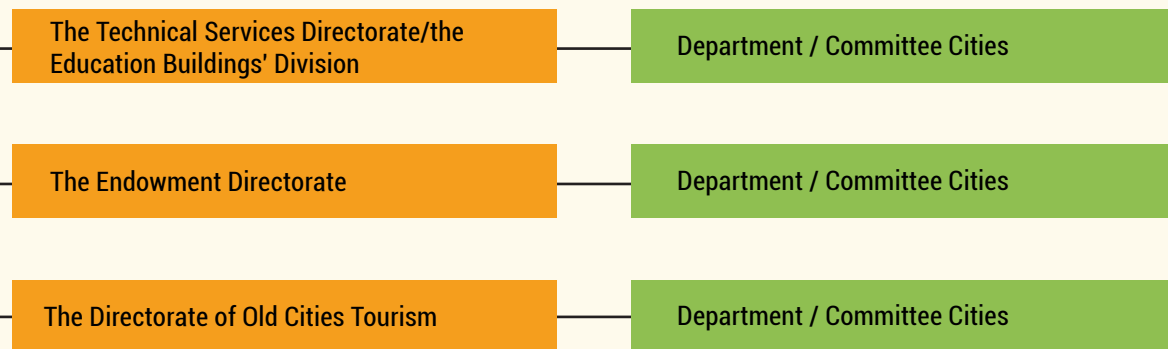 The Technical Services Directorate/the
Education Buildings' Division
Department / Committee Cities
The Endowment Directorate
Department / Committee Cities
The Directorate of Old Cities Tourism
Department / Committee Cities